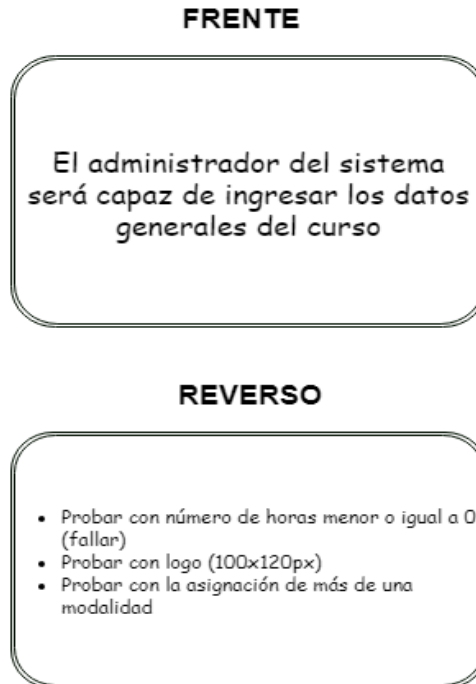 FRENTE
El administrador del sistema
será capaz de ingresar los datos
generales del curso
REVERSO
• Probar con número de horas menor o igual a 0
(fallar)
• Probar con logo (100x120px)
• Probar con la asignación de más de una
modalidad